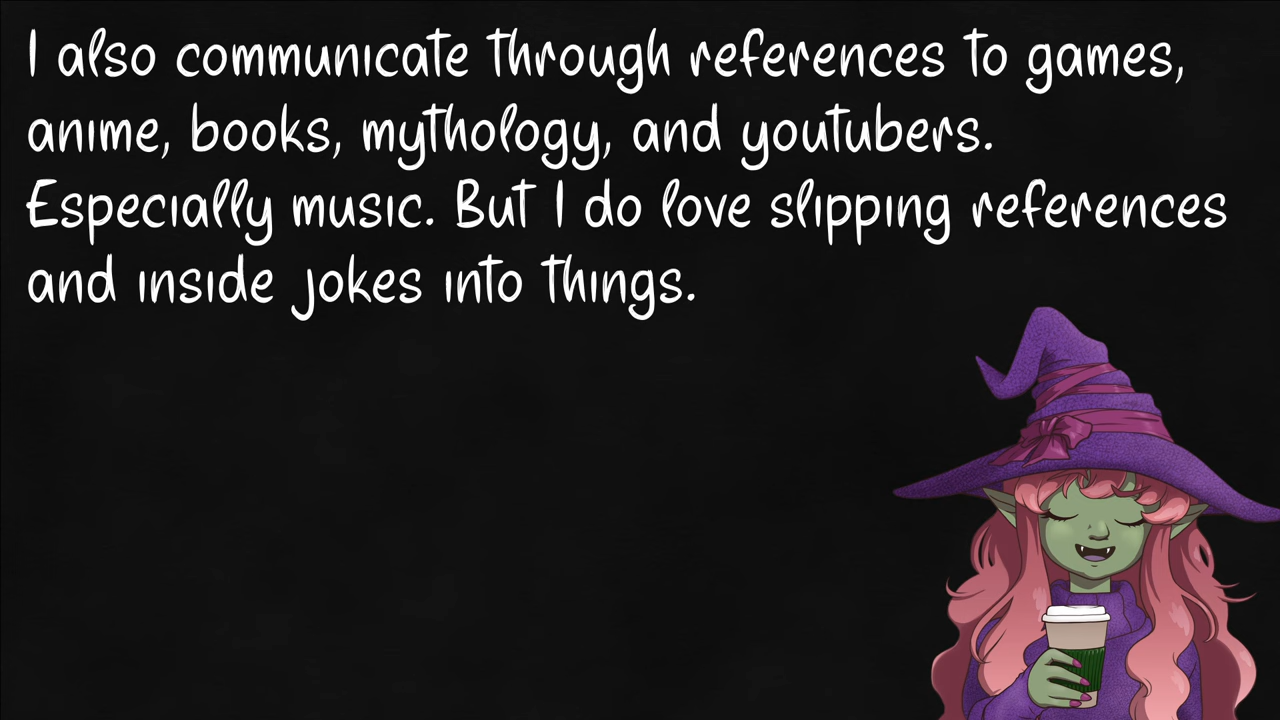 I also communicate through references to games,
anime, books, mythology, and youtubers.
Especially music. But I do love slipping references
and inside jokes into things.